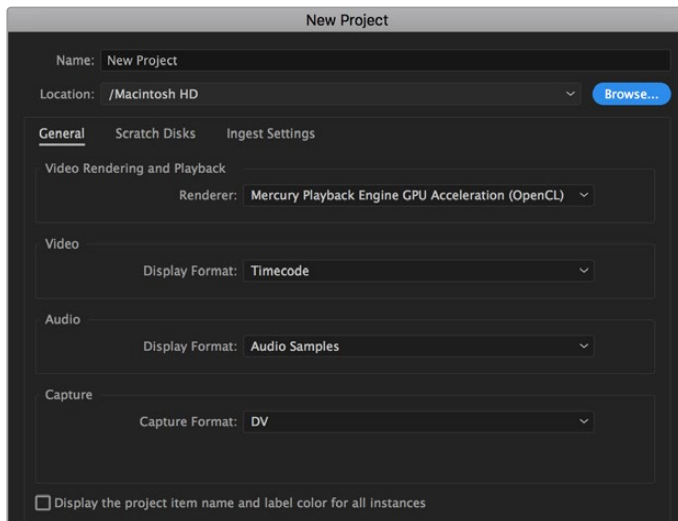 New Project
Name: New Project
Location: /Macintosh HD Browse...
General Scratch Disks Ingest Settings
Video Rendering and Playback
Renderer: Mercury Playback Engine GPU Acceleration (OpenCL)
Video
Display Format: Timecode
Audio
Display Format: Audio Samples
Capture
Capture Format: DV
Display the project item name and label color for all instances